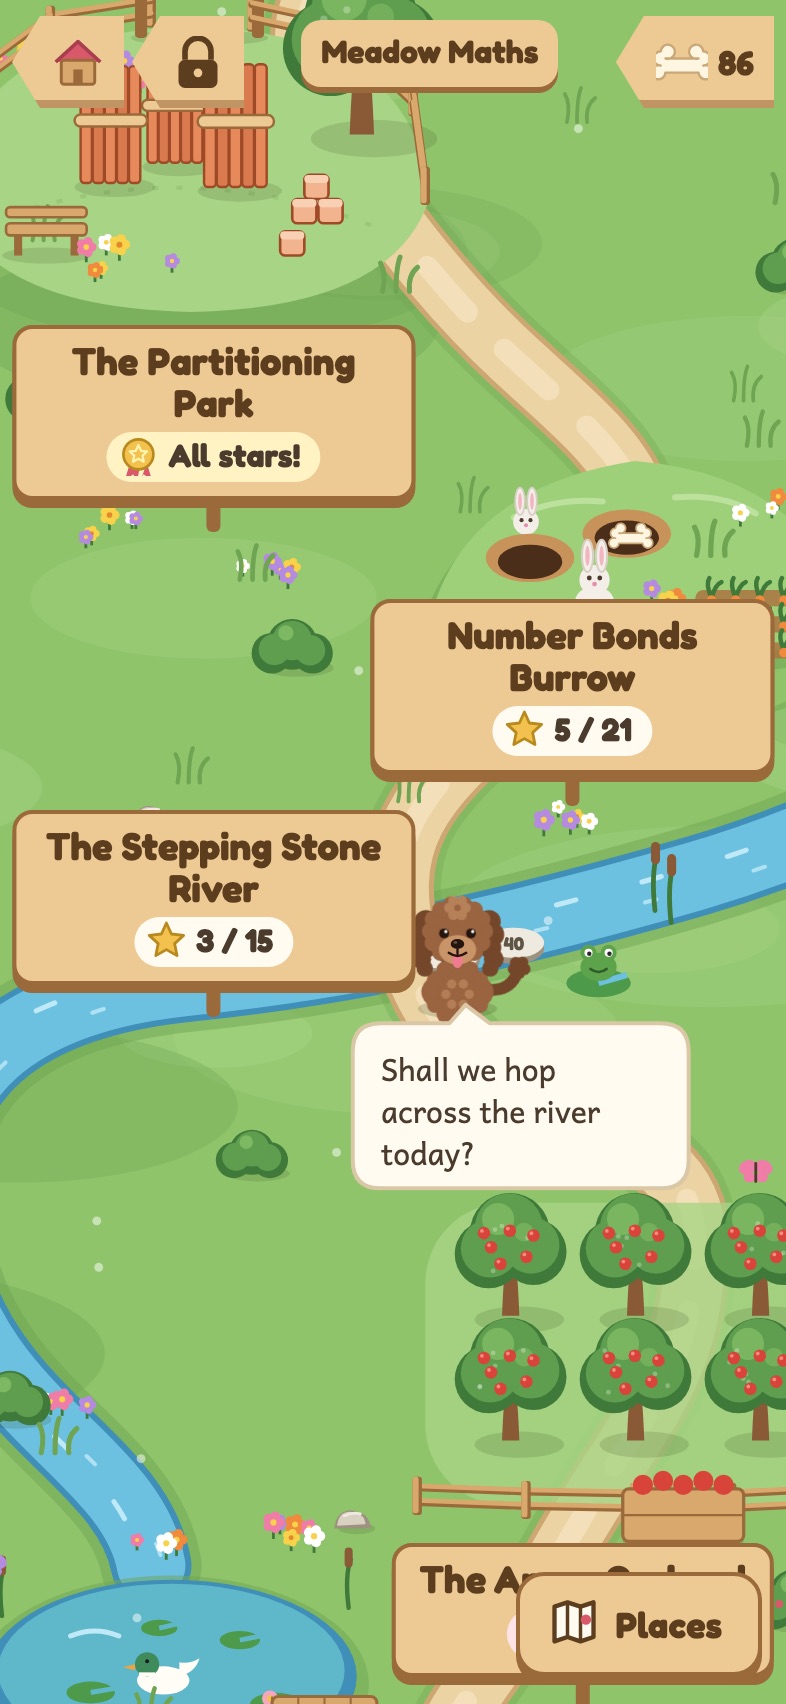 Meadow Maths
86
The Partitioning
Park
All stars!
Number Bonds
Burrow
5 / 21
The Stepping Stone
River
3 / 15
40
Shall we hop
across the river
today?
The
Places